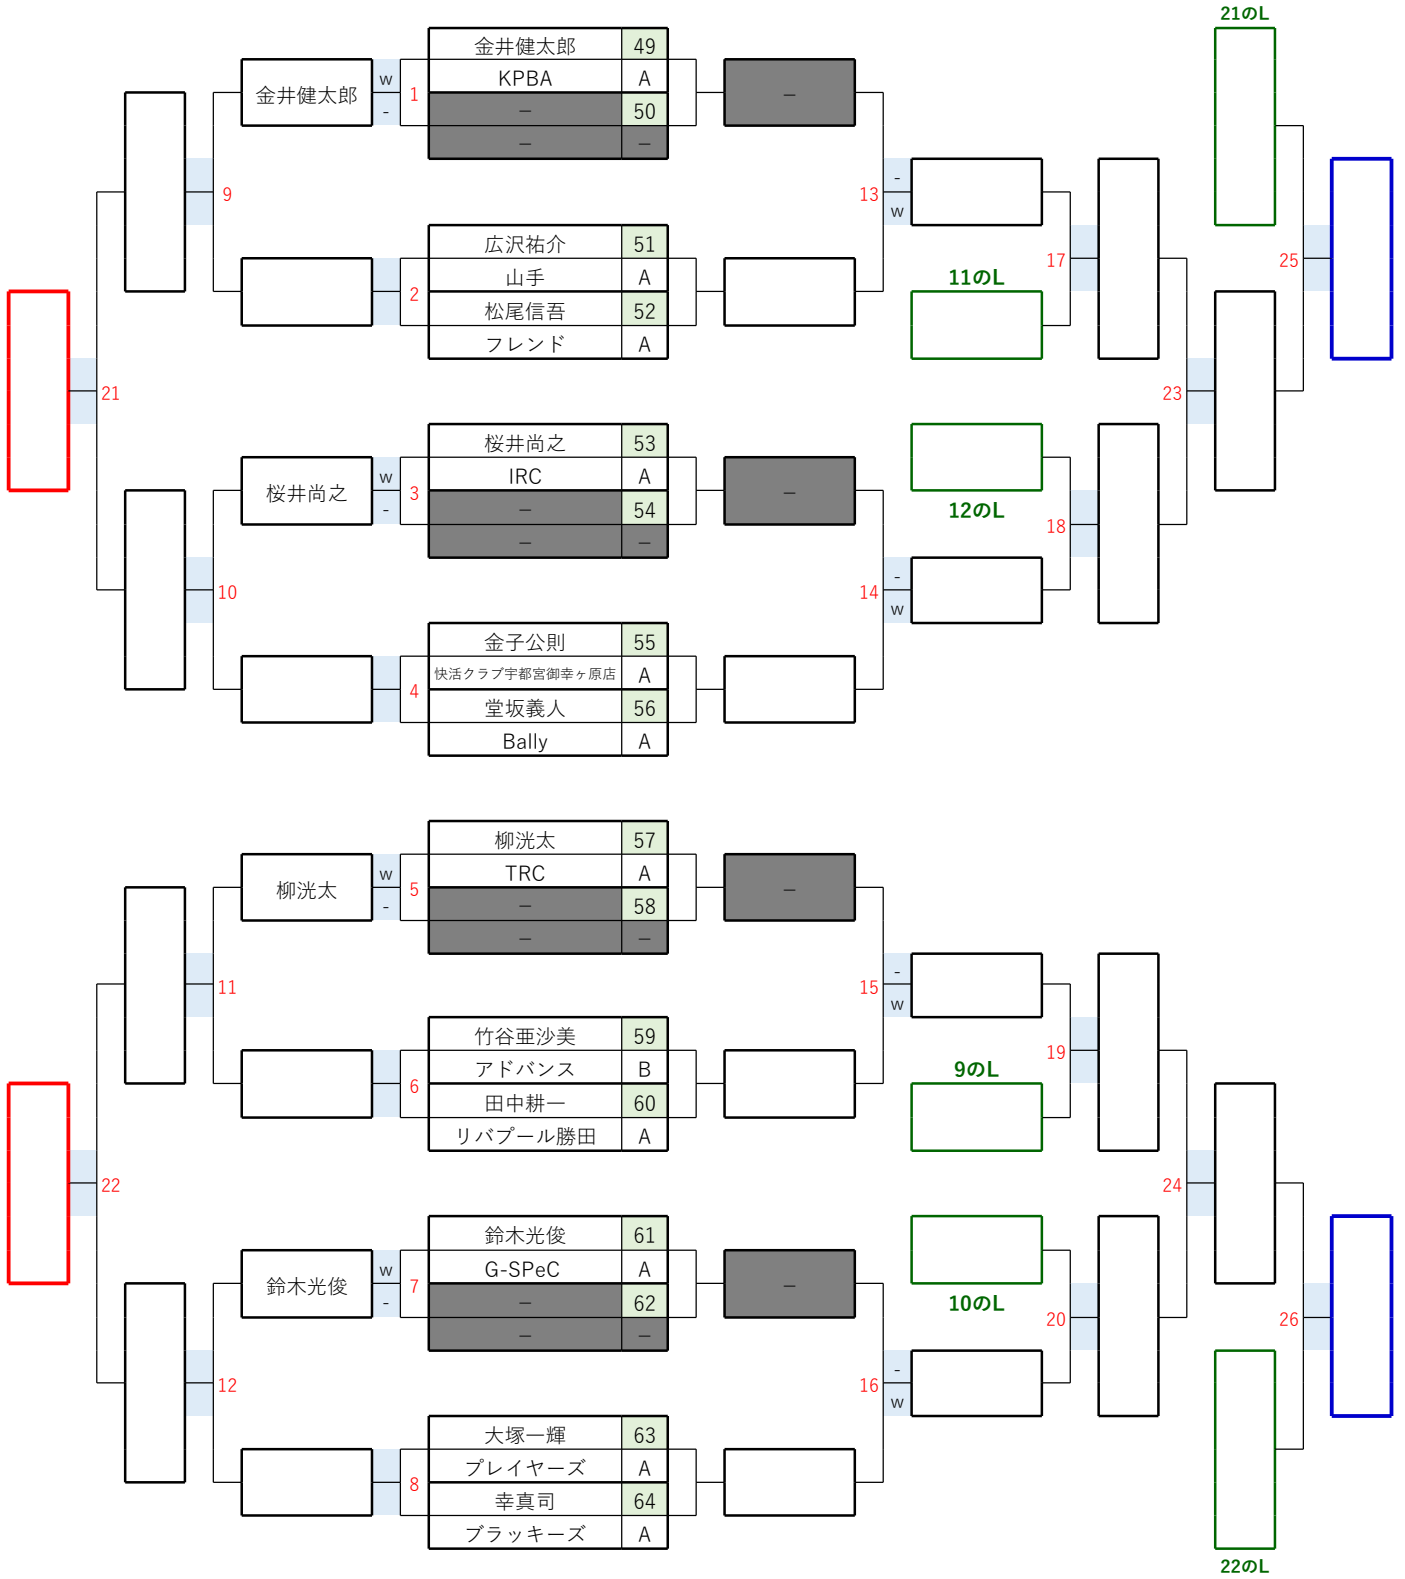 21のL
金井健太郎 49
金井健太郎 w 1 KPBA A －
- － 50
－ －
9 13 - w
広沢祐介 51
2 山手 A 17 25
松尾信吾 52 11のL
フレンド A
21 23
桜井尚之 53
桜井尚之 w 3 IRC A －
- － 54 12のL
－ － 18
10 14 - w
金子公則 55
4 快活クラブ宇都宮御幸ヶ原店 A
堂坂義人 56
Bally A
柳洸太 57
柳洸太 w 5 TRC A －
- － 58
－ －
11 15 - w
竹谷亜沙美 59
6 アドバンス B 19
田中耕一 60 9のL
リバプール勝田 A
22 24
鈴木光俊 61
鈴木光俊 w 7 G-SPeC A －
- － 62 10のL
－ － 20 26
12 16 - w
大塚一輝 63
8 プレイヤーズ A
幸真司 64
ブラッキーズ A
22のL